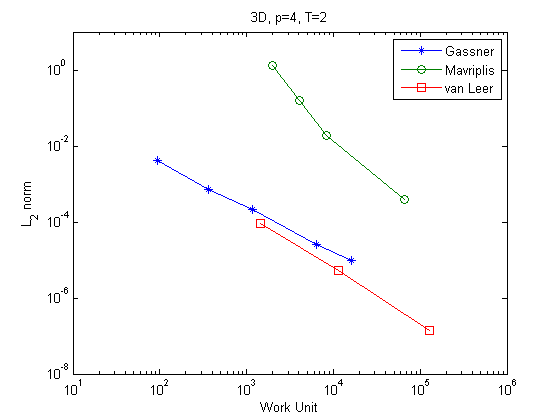 3D, p=4, T=2
Gassner
Mavriplis
van Leer
10^0
10^-2
10^-4
10^-6
10^-8
L_2 norm
10^1 10^2 10^3 10^4 10^5 10^6
Work Unit